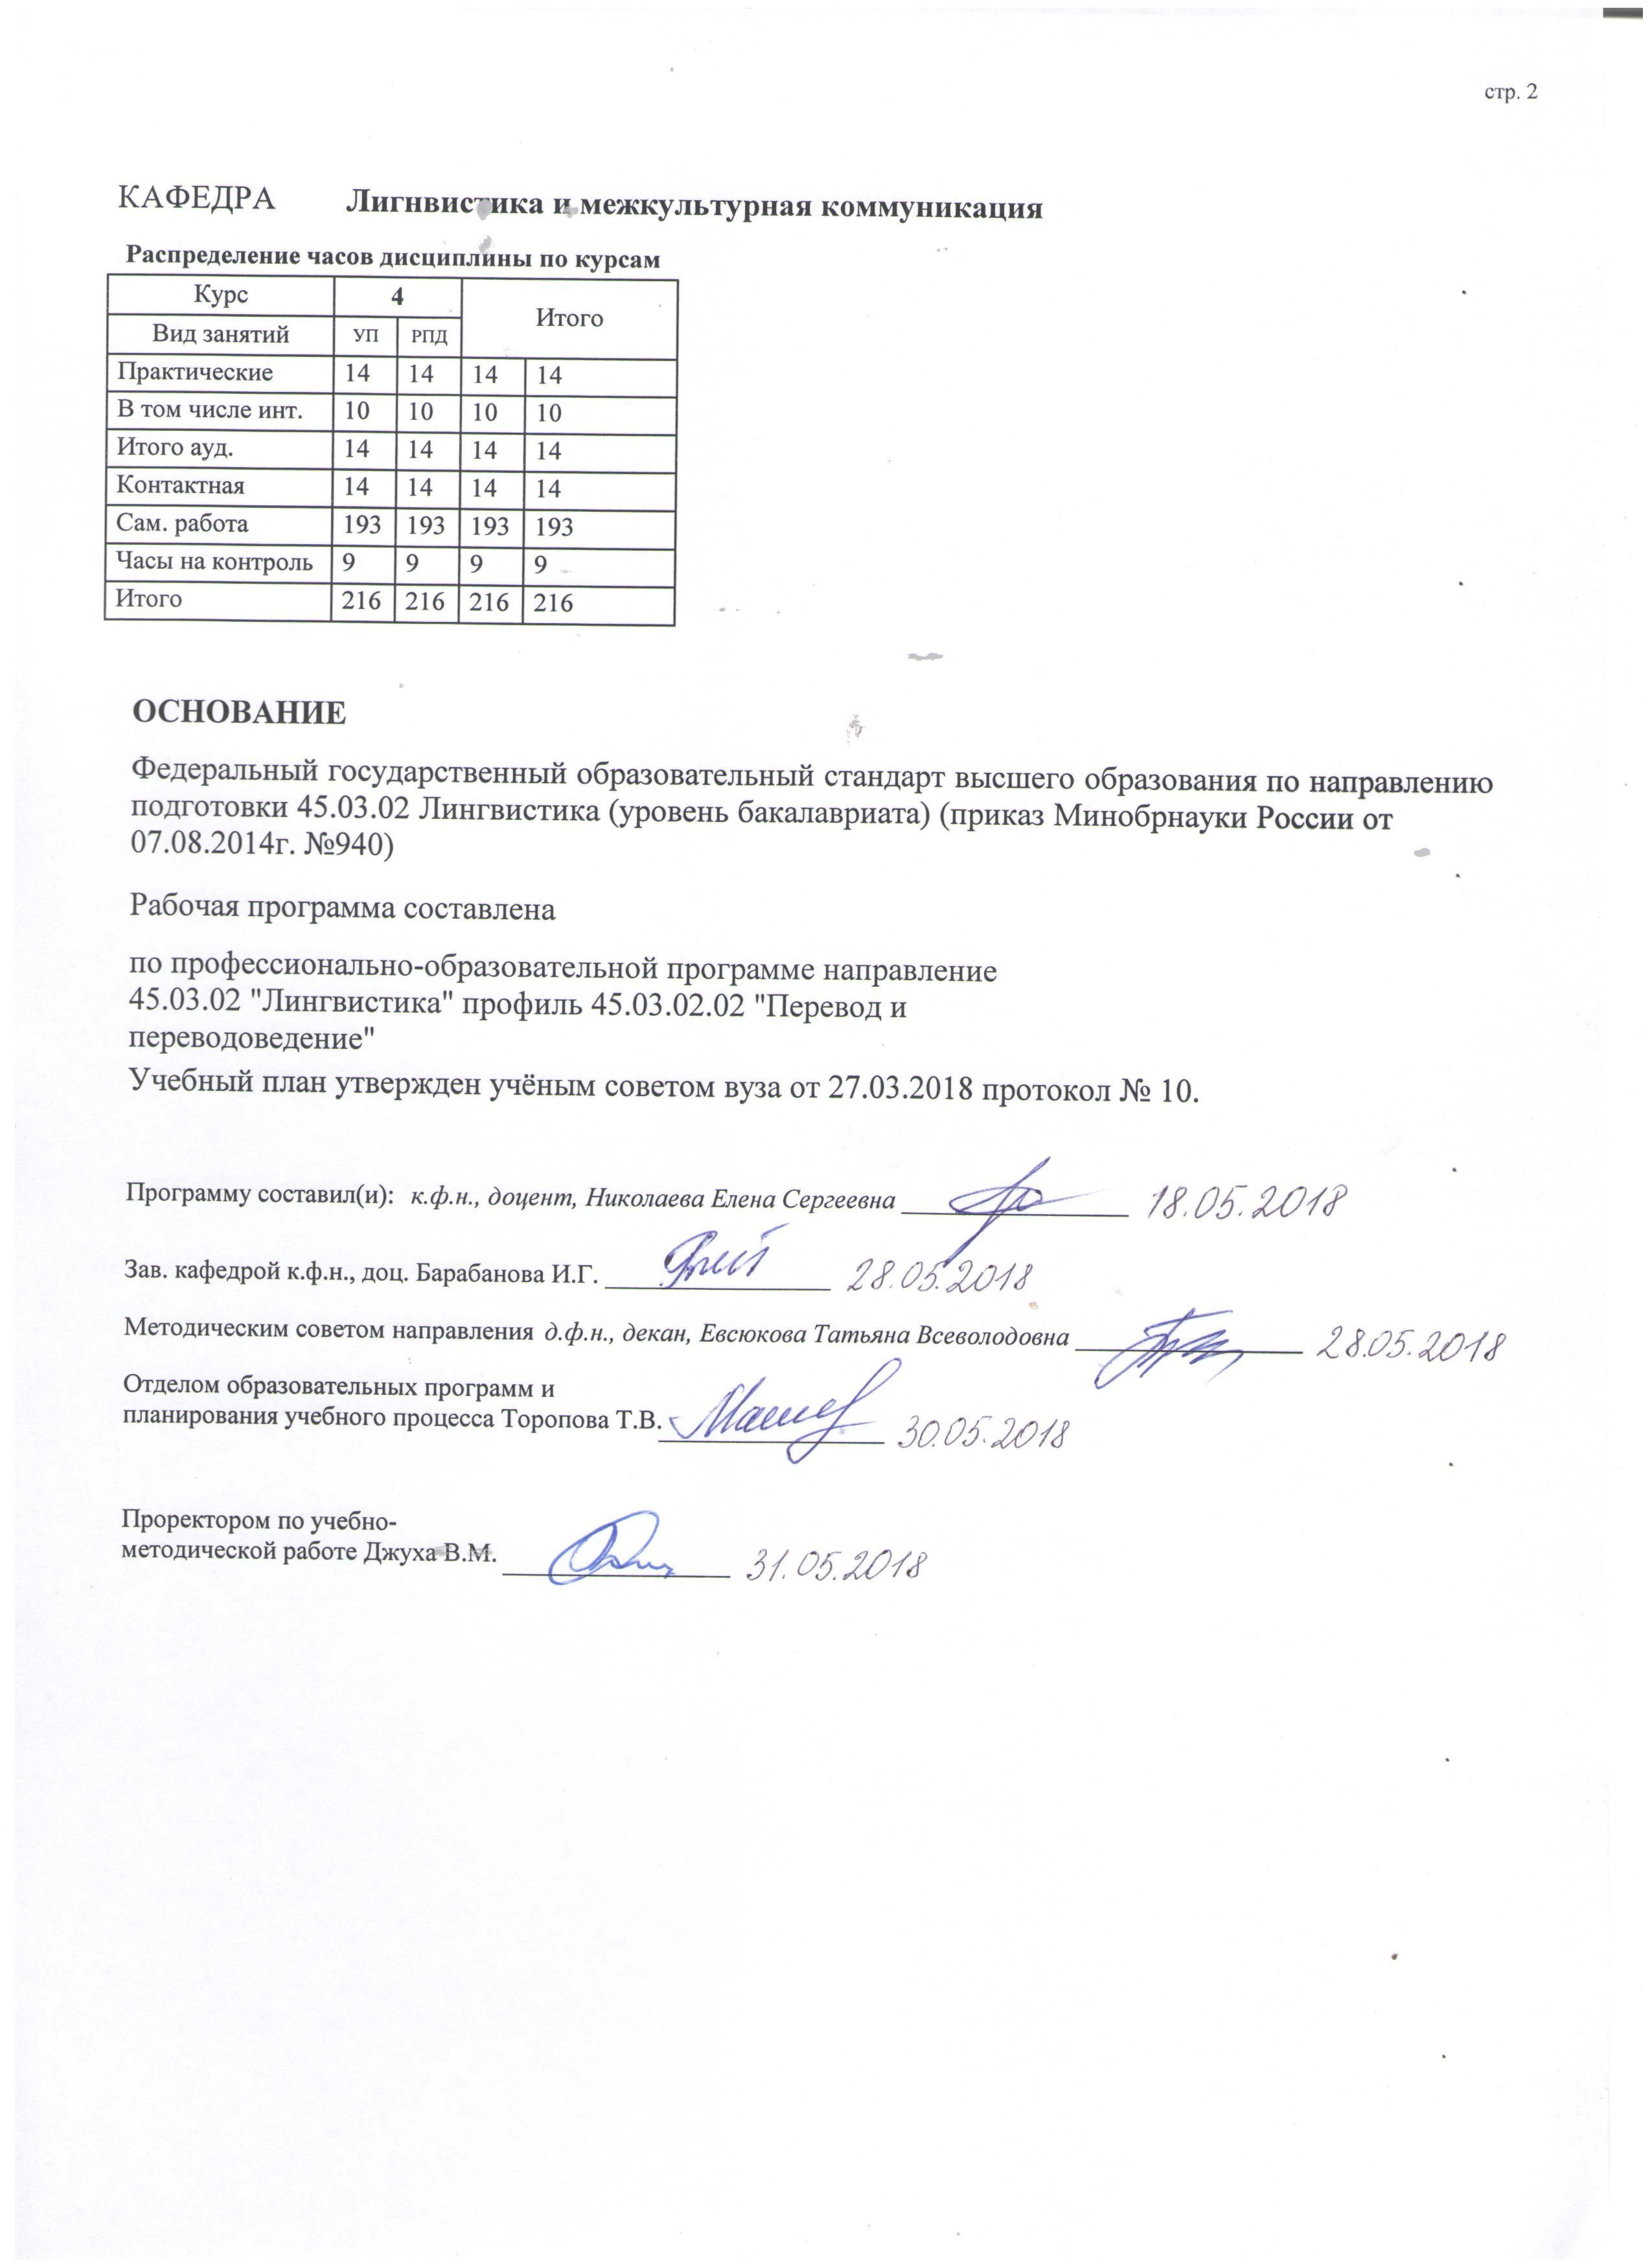 стр. 2
КАФЕДРА Лигнвистика и межкультурная коммуникация
Распределение часов дисциплины по курсам
Курс 4 Итого
Вид занятий УП РПД
Практические 14 14 14 14
В том числе инт. 10 10 10 10
Итого ауд. 14 14 14 14
Контактная 14 14 14 14
Сам. работа 193 193 193 193
Часы на контроль 9 9 9 9
Итого 216 216 216 216
ОСНОВАНИЕ
Федеральный государственный образовательный стандарт высшего образования по направлению
подготовки 45.03.02 Лингвистика (уровень бакалавриата) (приказ Минобрнауки России от
07.08.2014г. №940)
Рабочая программа составлена
по профессионально-образовательной программе направление
45.03.02 "Лингвистика" профиль 45.03.02.02 "Перевод и
переводоведение"
Учебный план утвержден учёным советом вуза от 27.03.2018 протокол № 10.
Программу составил(и): к.ф.н., доцент, Николаева Елена Сергеевна 18.05.2018
Зав. кафедрой к.ф.н., доц. Барабанова И.Г. 28.05.2018
Методическим советом направления д.ф.н., декан, Евсюкова Татьяна Всеволодовна 28.05.2018
Отделом образовательных программ и
планирования учебного процесса Торопова Т.В. 30.05.2018
Проректором по учебно-
методической работе Джуха В.М. 31.05.2018